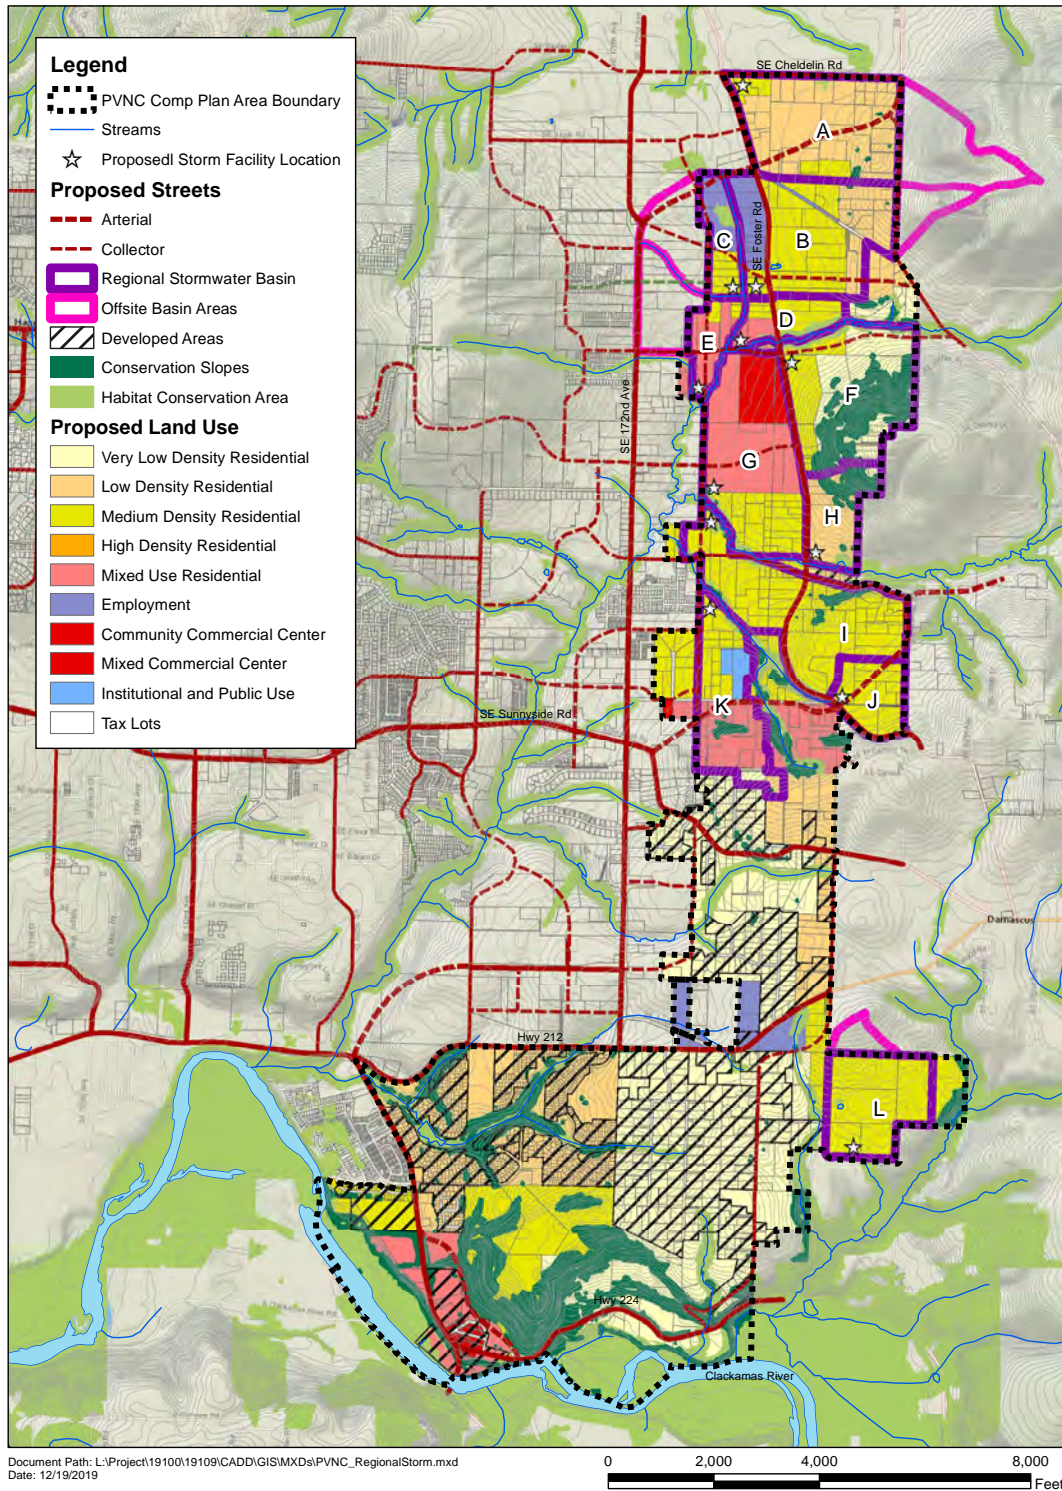 Legend
PVNC Comp Plan Area Boundary
Streams
Proposedl Storm Facility Location
Proposed Streets
Arterial
Collector
Regional Stormwater Basin
Offsite Basin Areas
Developed Areas
Conservation Slopes
Habitat Conservation Area
Proposed Land Use
Very Low Density Residential
Low Density Residential
Medium Density Residential
High Density Residential
Mixed Use Residential
Employment
Community Commercial Center
Mixed Commercial Center
Institutional and Public Use
Tax Lots
SE Cheldelin Rd
A
SE Foster Rd
C
B
D
E
SE 172nd Ave
F
G
H
I
J
K
SE Sunnyside Rd
Damascus
Hwy 212
L
Hwy 224
Clackamas River
Document Path: L:\Project\19100\19109\CADD\GIS\MXDs\PVNC_RegionalStorm.mxd
Date: 12/19/2019
0 2,000 4,000 8,000
Feet